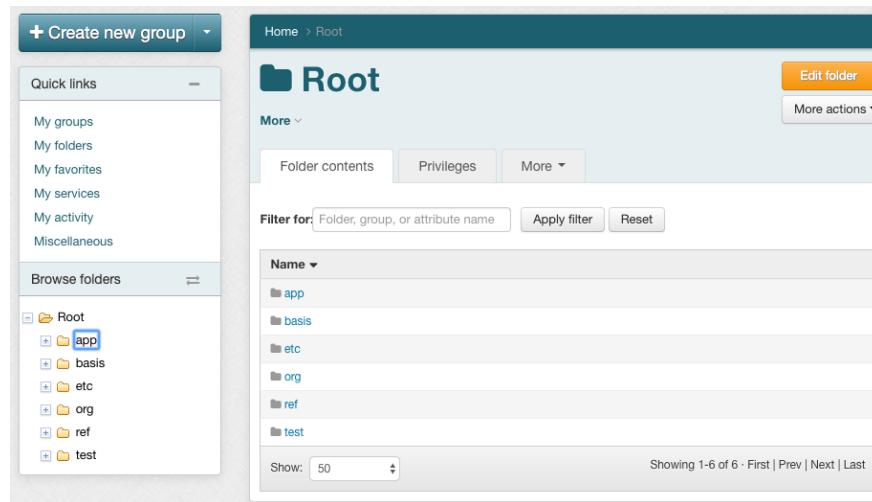 + Create new group
Quick links
My groups
My folders
My favorites
My services
My activity
Miscellaneous
Browse folders
Root
app
basis
etc
org
ref
test
Home > Root
Root
More
Edit folder
More actions
Folder contents
Privileges
More
Filter for:
Folder, group, or attribute name
Apply filter
Reset
Name
app
basis
etc
org
ref
test
Show: 50
Showing 1-6 of 6 · First | Prev | Next | Last